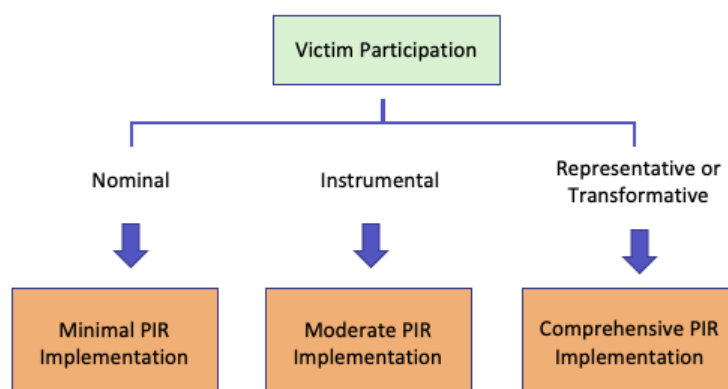 Victim Participation
Nominal
Instrumental
Representative or
Transformative
Minimal PIR
Implementation
Moderate PIR
Implementation
Comprehensive PIR
Implementation